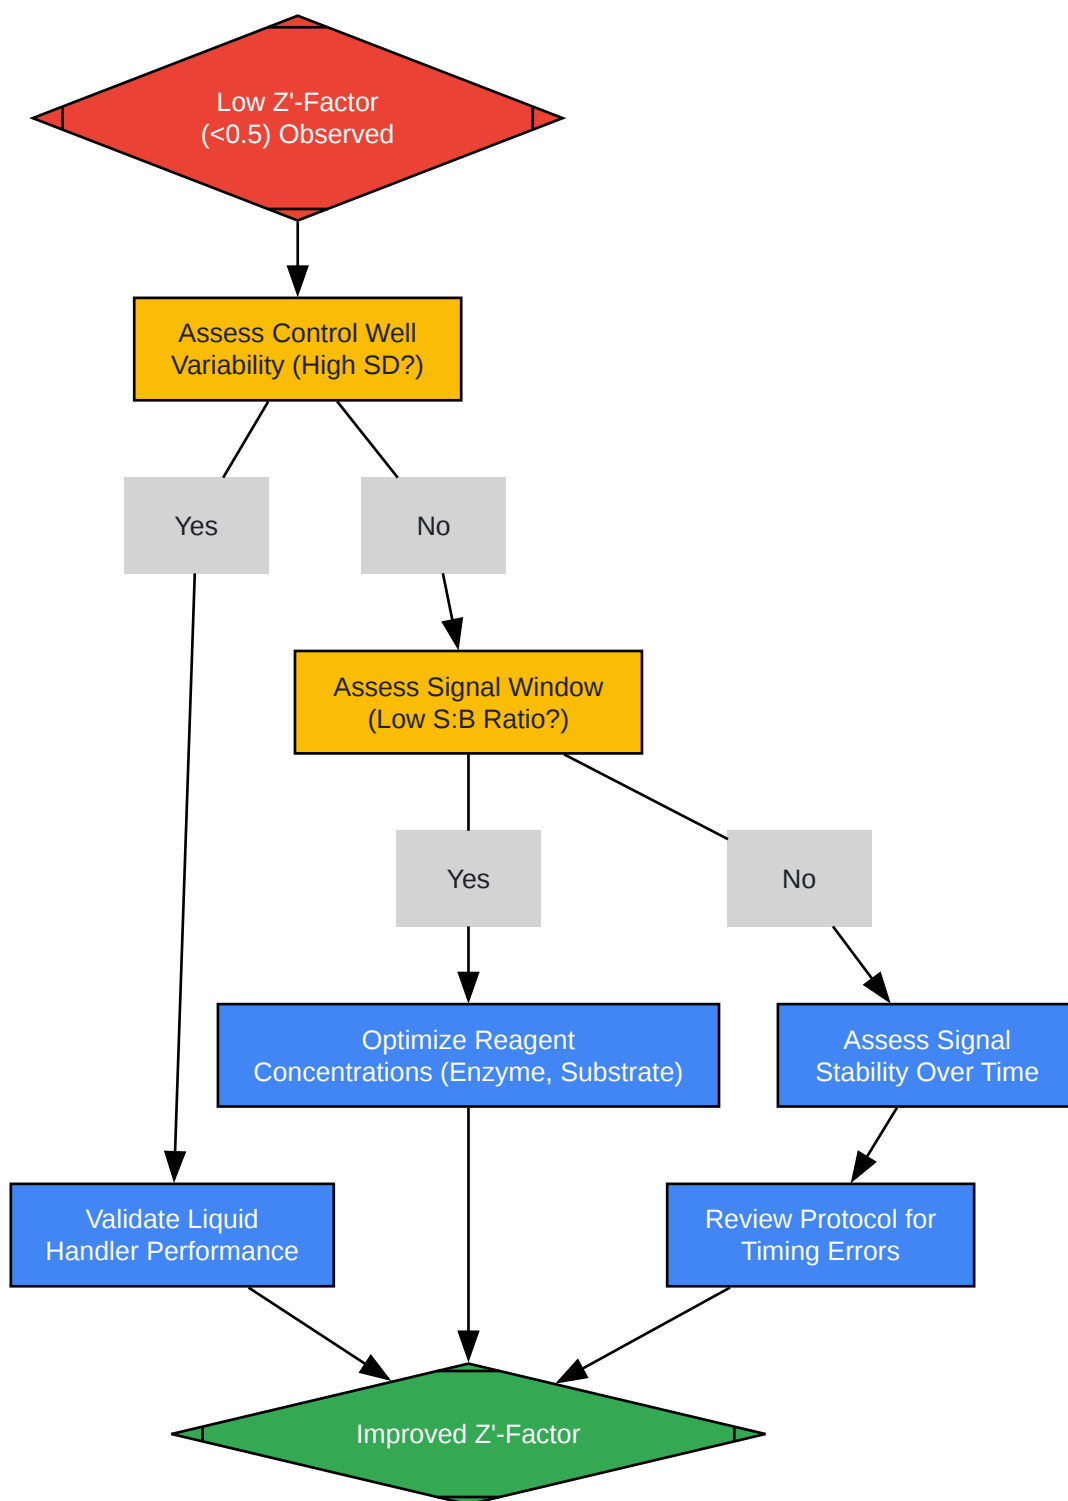 Low Z'-Factor
(<0.5) Observed
Assess Control Well
Variability (High SD?)
Yes
No
Assess Signal Window
(Low S:B Ratio?)
Yes
No
Optimize Reagent
Concentrations (Enzyme, Substrate)
Assess Signal
Stability Over Time
Validate Liquid
Handler Performance
Review Protocol for
Timing Errors
Improved Z'-Factor